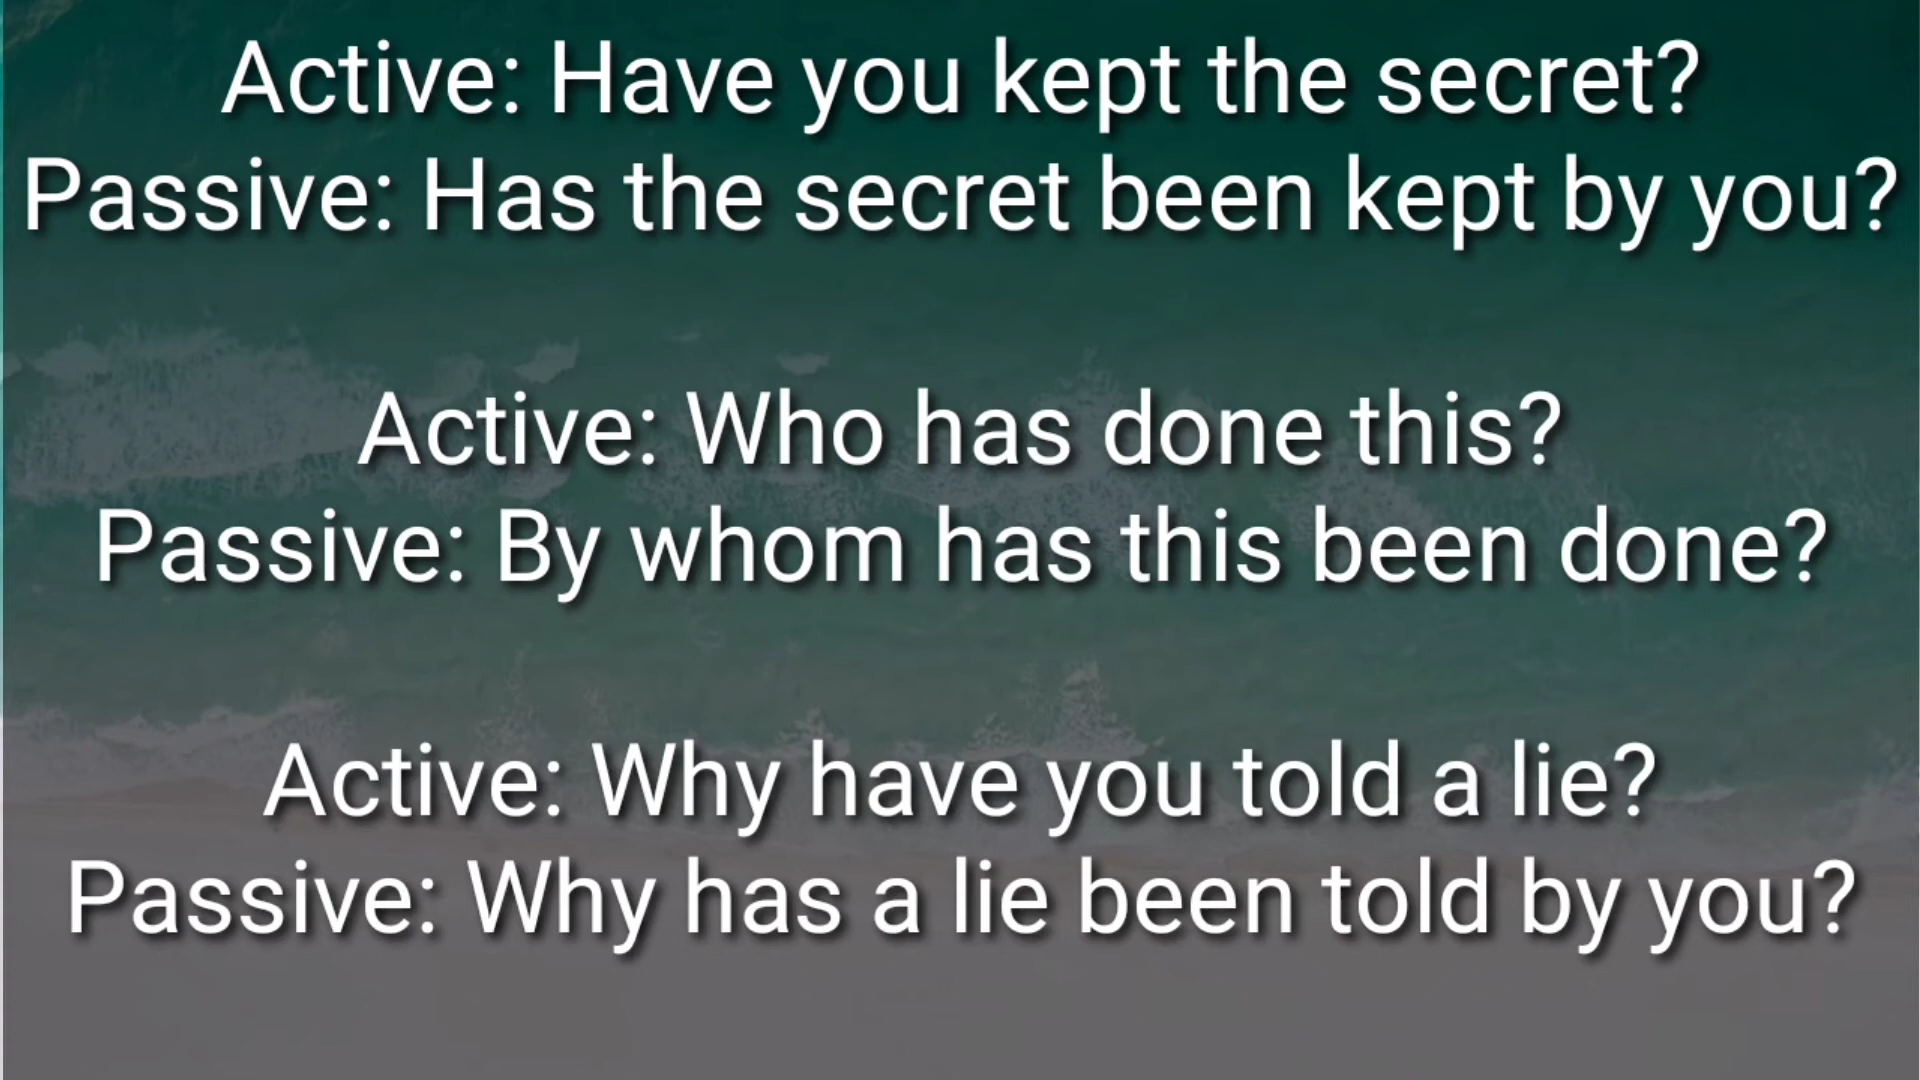 Active: Have you kept the secret?
Passive: Has the secret been kept by you?
Active: Who has done this?
Passive: By whom has this been done?
Active: Why have you told a lie?
Passive: Why has a lie been told by you?